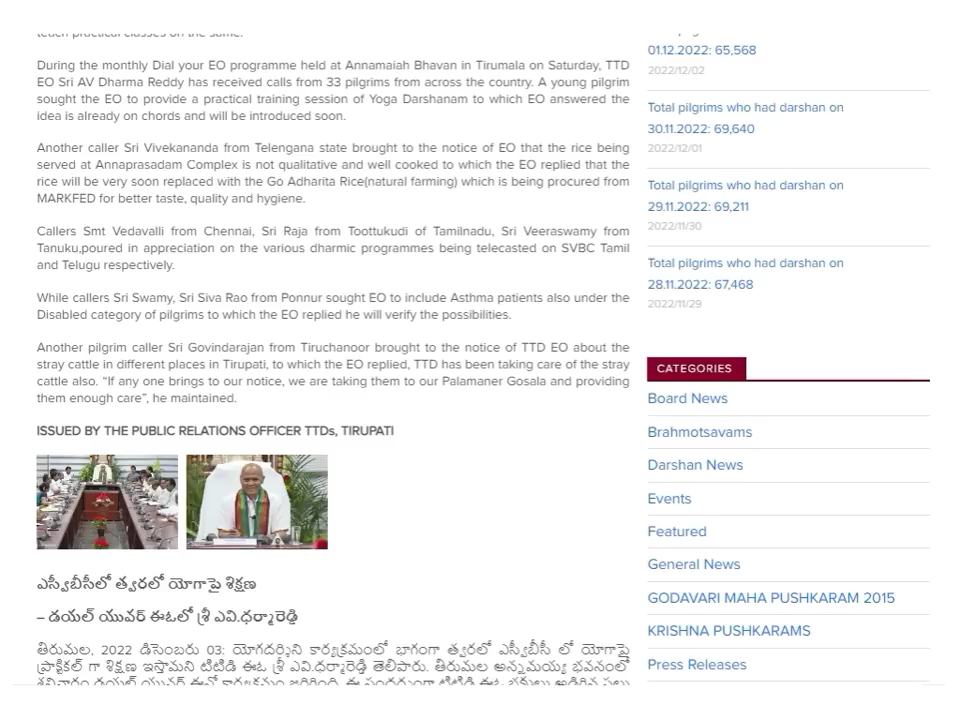 teach practical classes on the same.
During the monthly Dial your EO programme held at Annamaiah Bhavan in Tirumala on Saturday, TTD
EO Sri AV Dharma Reddy has received calls from 33 pilgrims from across the country. A young pilgrim
sought the EO to provide a practical training session of Yoga Darshanam to which EO answered the
idea is already on chords and will be introduced soon.
Another caller Sri Vivekananda from Telengana state brought to the notice of EO that the rice being
served at Annaprasadam Complex is not qualitative and well cooked to which the EO replied that the
rice will be very soon replaced with the Go Adharita Rice(natural farming) which is being procured from
MARKFED for better taste, quality and hygiene.
Callers Smt Vedavalli from Chennai, Sri Raja from Toottukudi of Tamilnadu, Sri Veeraswamy from
Tanuku,poured in appreciation on the various dharmic programmes being telecasted on SVBC Tamil
and Telugu respectively.
While callers Sri Swamy, Sri Siva Rao from Ponnur sought EO to include Asthma patients also under the
Disabled category of pilgrims to which the EO replied he will verify the possibilities.
Another pilgrim caller Sri Govindarajan from Tiruchanoor brought to the notice of TTD EO about the
stray cattle in different places in Tirupati, to which the EO replied, TTD has been taking care of the stray
cattle also. “If any one brings to our notice, we are taking them to our Palamaner Gosala and providing
them enough care”, he maintained.
ISSUED BY THE PUBLIC RELATIONS OFFICER TTDs, TIRUPATI
ఎస్వీబీసీలో త్వరలో యోగాపై శిక్షణ
– డయల్ యువర్ ఈఓలో శ్రీ ఎవి.ధర్మారెడ్డి
తిరుమల, 2022 డిసెంబరు 03: యోగదర్శిని కార్యక్రమంలో భాగంగా త్వరలో ఎస్వీబీసీ లో యోగాపై
ప్రాక్టికల్ గా శిక్షణ ఇస్తామని టిటిడి ఈఓ శ్రీ ఎవి.ధర్మారెడ్డి తెలిపారు. తిరుమల అన్నమయ్య భవనంలో
శనివారం డయల్ యువర్ ఈవో కార్యక్రమం జరిగింది. ఈ సందర్భంగా టిటిడి ఈఓ భక్తులు అడిగిన పలు
01.12.2022: 65,568
2022/12/02
Total pilgrims who had darshan on
30.11.2022: 69,640
2022/12/01
Total pilgrims who had darshan on
29.11.2022: 69,211
2022/11/30
Total pilgrims who had darshan on
28.11.2022: 67,468
2022/11/29
CATEGORIES
Board News
Brahmotsavams
Darshan News
Events
Featured
General News
GODAVARI MAHA PUSHKARAM 2015
KRISHNA PUSHKARAMS
Press Releases